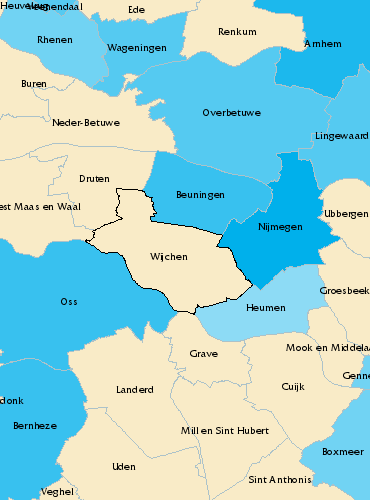 Heuvelrug
Veenendaal
Ede
Renkum
Rhenen
Wageningen
Arnhem
Buren
Overbetuwe
Neder-Betuwe
Lingewaard
Druten
Beuningen
est Maas en Waal
Ubbergen
Nijmegen
Wijchen
Groesbeek
Oss
Heumen
Grave
Mook en Middelaa
Genne
Landerd
Cuijk
donk
Bernheze
Mill en Sint Hubert
Boxmeer
Uden
Sint Anthonis
Veghel